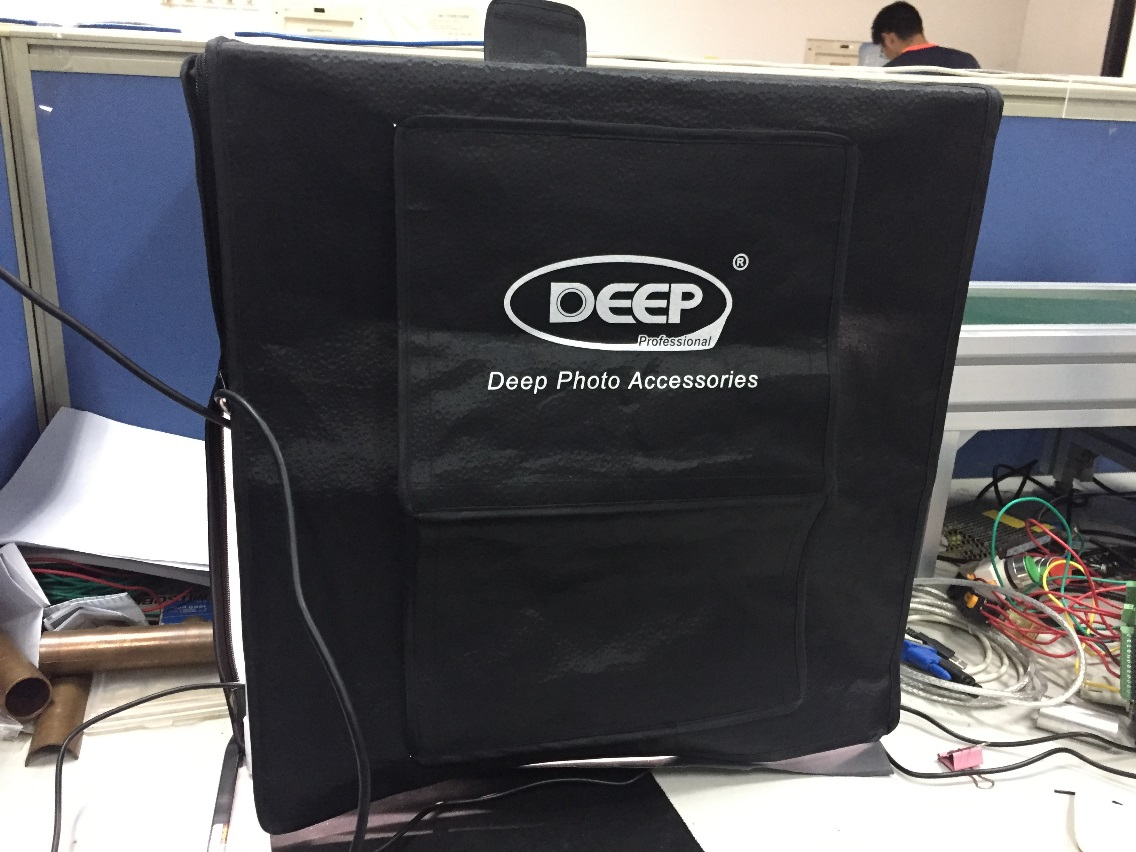 DEEP
®
Professional
Deep Photo Accessories